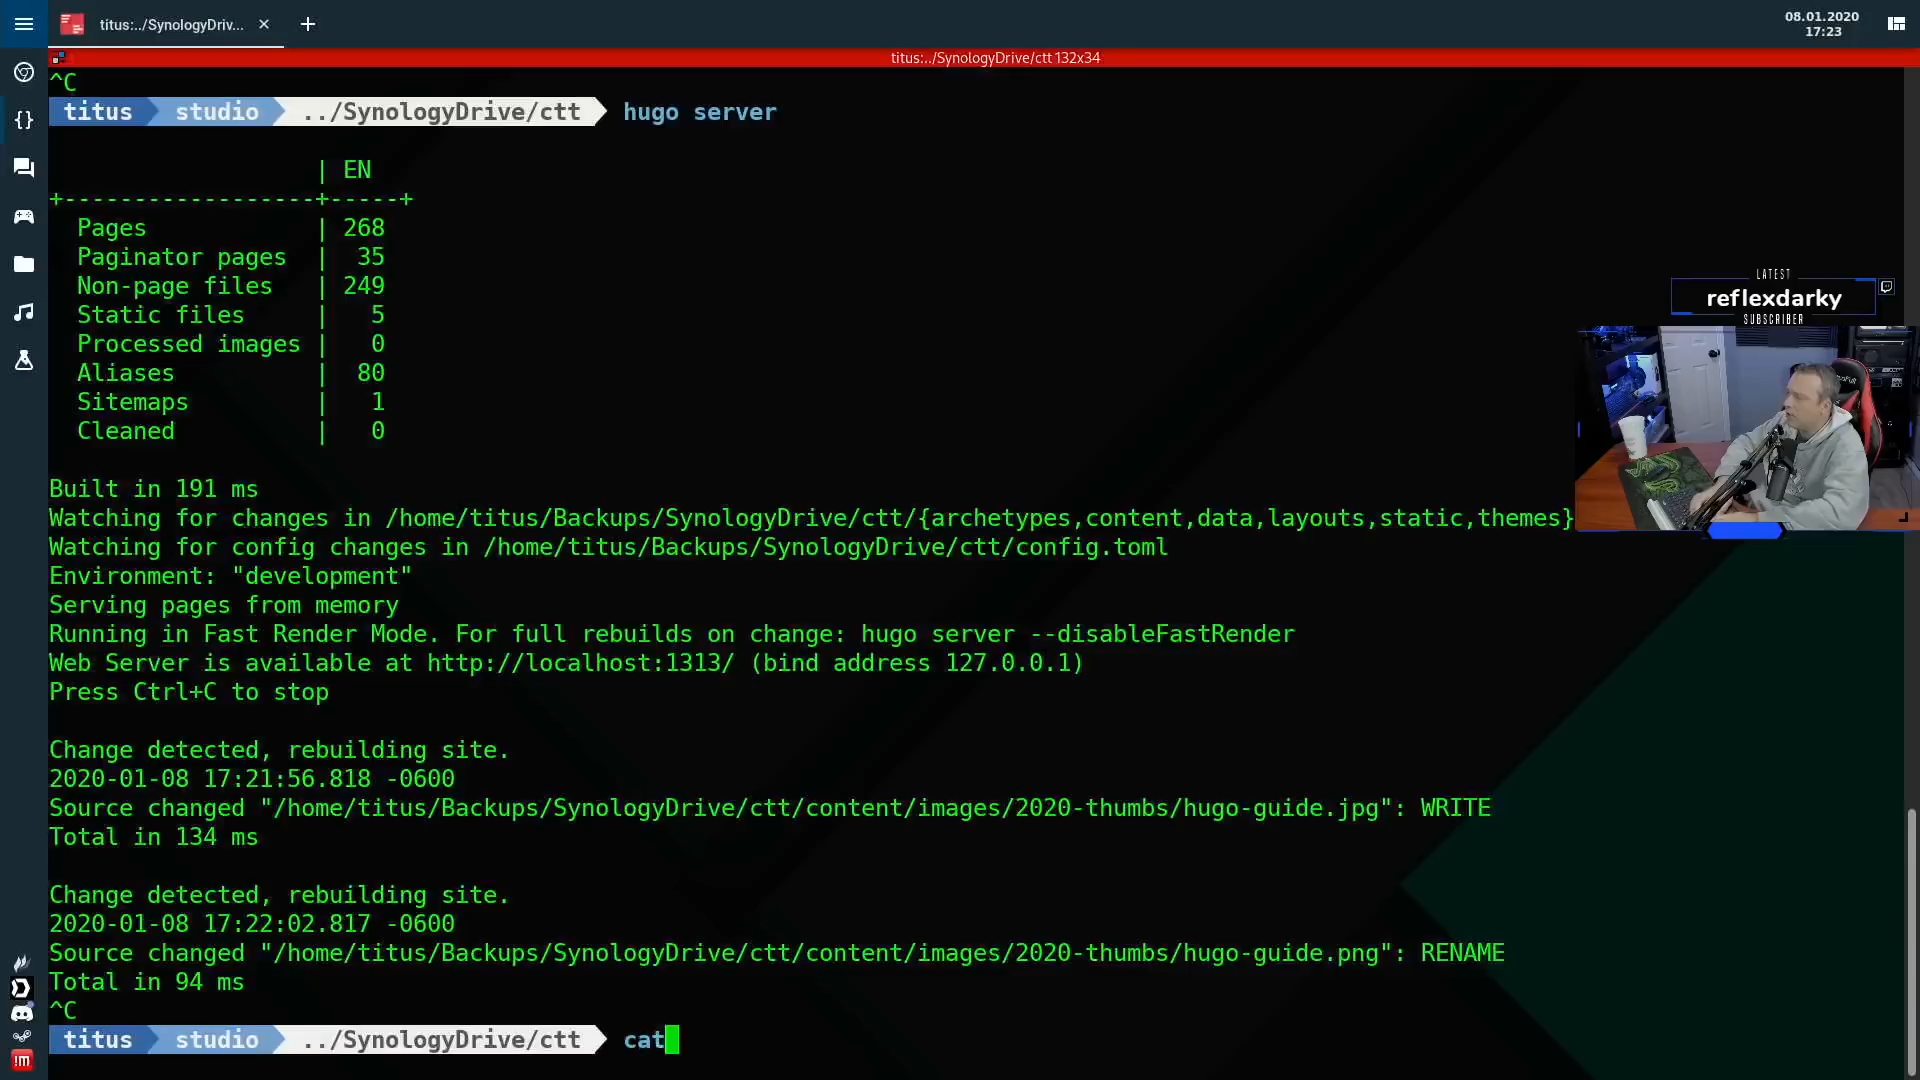 titus:../SynologyDriv...
08.01.2020
17:23
titus:../SynologyDrive/ctt 132x34
^C
titus studio ../SynologyDrive/ctt hugo server
| EN
+------------------+-----+
Pages | 268
Paginator pages | 35
Non-page files | 249
Static files | 5
Processed images | 0
Aliases | 80
Sitemaps | 1
Cleaned | 0
LATEST
reflexdarky
SUBSCRIBER
Built in 191 ms
Watching for changes in /home/titus/Backups/SynologyDrive/ctt/{archetypes,content,data,layouts,static,themes}
Watching for config changes in /home/titus/Backups/SynologyDrive/ctt/config.toml
Environment: "development"
Serving pages from memory
Running in Fast Render Mode. For full rebuilds on change: hugo server --disableFastRender
Web Server is available at http://localhost:1313/ (bind address 127.0.0.1)
Press Ctrl+C to stop
Change detected, rebuilding site.
2020-01-08 17:21:56.818 -0600
Source changed "/home/titus/Backups/SynologyDrive/ctt/content/images/2020-thumbs/hugo-guide.jpg": WRITE
Total in 134 ms
Change detected, rebuilding site.
2020-01-08 17:22:02.817 -0600
Source changed "/home/titus/Backups/SynologyDrive/ctt/content/images/2020-thumbs/hugo-guide.png": RENAME
Total in 94 ms
^C
titus studio ../SynologyDrive/ctt cat